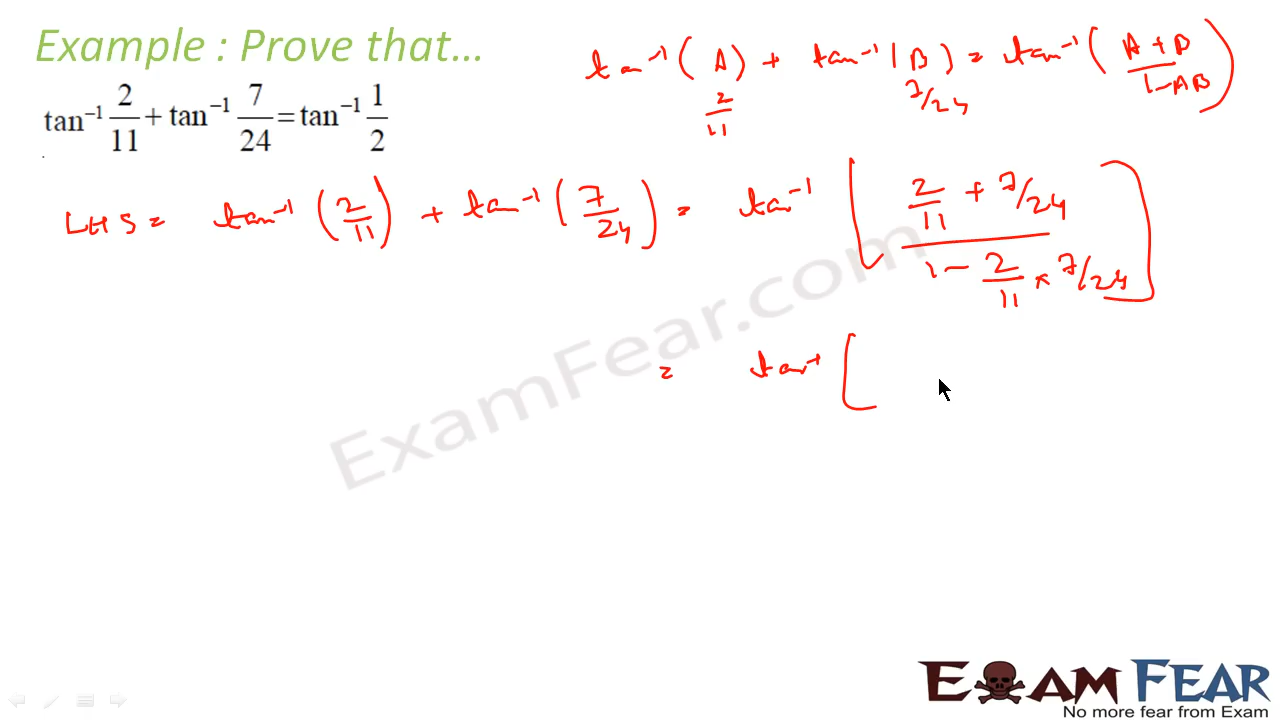 Example : Prove that...
tan⁻¹ 2/11 + tan⁻¹ 7/24 = tan⁻¹ 1/2
tan⁻¹ (A) + tan⁻¹ (B) = tan⁻¹ ((A + B)/(1 - AB))
2/11 7/24
LHS = tan⁻¹ (2/11) + tan⁻¹ (7/24) = tan⁻¹ [(2/11 + 7/24)/(1 - 2/11 × 7/24)]
= tan⁻¹ [
ExamFear.com
EXAM FEAR
No more fear from Exam